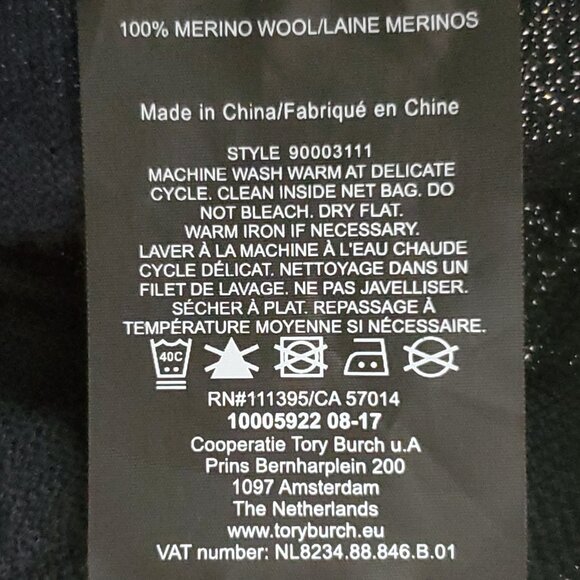 100% MERINO WOOL/LAINE MERINOS
Made in China/Fabriqué en Chine
STYLE 90003111
MACHINE WASH WARM AT DELICATE
CYCLE. CLEAN INSIDE NET BAG. DO
NOT BLEACH. DRY FLAT.
WARM IRON IF NECESSARY.
LAVER À LA MACHINE À L'EAU CHAUDE
CYCLE DÉLICAT. NETTOYAGE DANS UN
FILET DE LAVAGE. NE PAS JAVELLISER.
SÉCHER À PLAT. REPASSAGE À
TEMPÉRATURE MOYENNE SI NÉCESSAIRE.
40C
RN#111395/CA 57014
10005922 08-17
Cooperatie Tory Burch u.A
Prins Bernharplein 200
1097 Amsterdam
The Netherlands
www.toryburch.eu
VAT number: NL8234.88.846.B.01